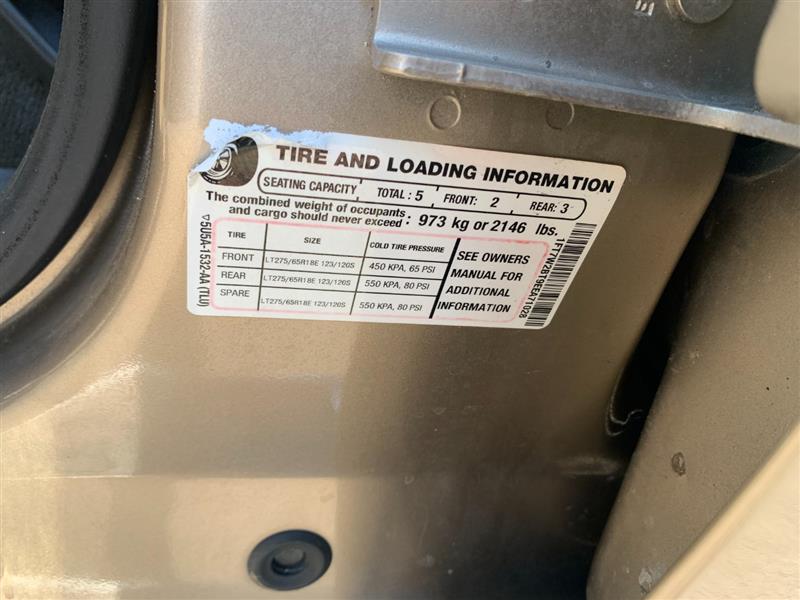 TIRE AND LOADING INFORMATION
SEATING CAPACITY TOTAL : 5 FRONT: 2 REAR: 3
The combined weight of occupants
and cargo should never exceed : 973 kg or 2146 lbs.
TIRE SIZE COLD TIRE PRESSURE
FRONT LT275/65R18E 123/120S 450 KPA, 65 PSI
REAR LT275/65R18E 123/120S 550 KPA, 80 PSI
SPARE LT275/65R18E 123/120S 550 KPA, 80 PSI
SEE OWNERS
MANUAL FOR
ADDITIONAL
INFORMATION
5U5A-1532-AA (TLU)
1FT7W2BT9EEA71028